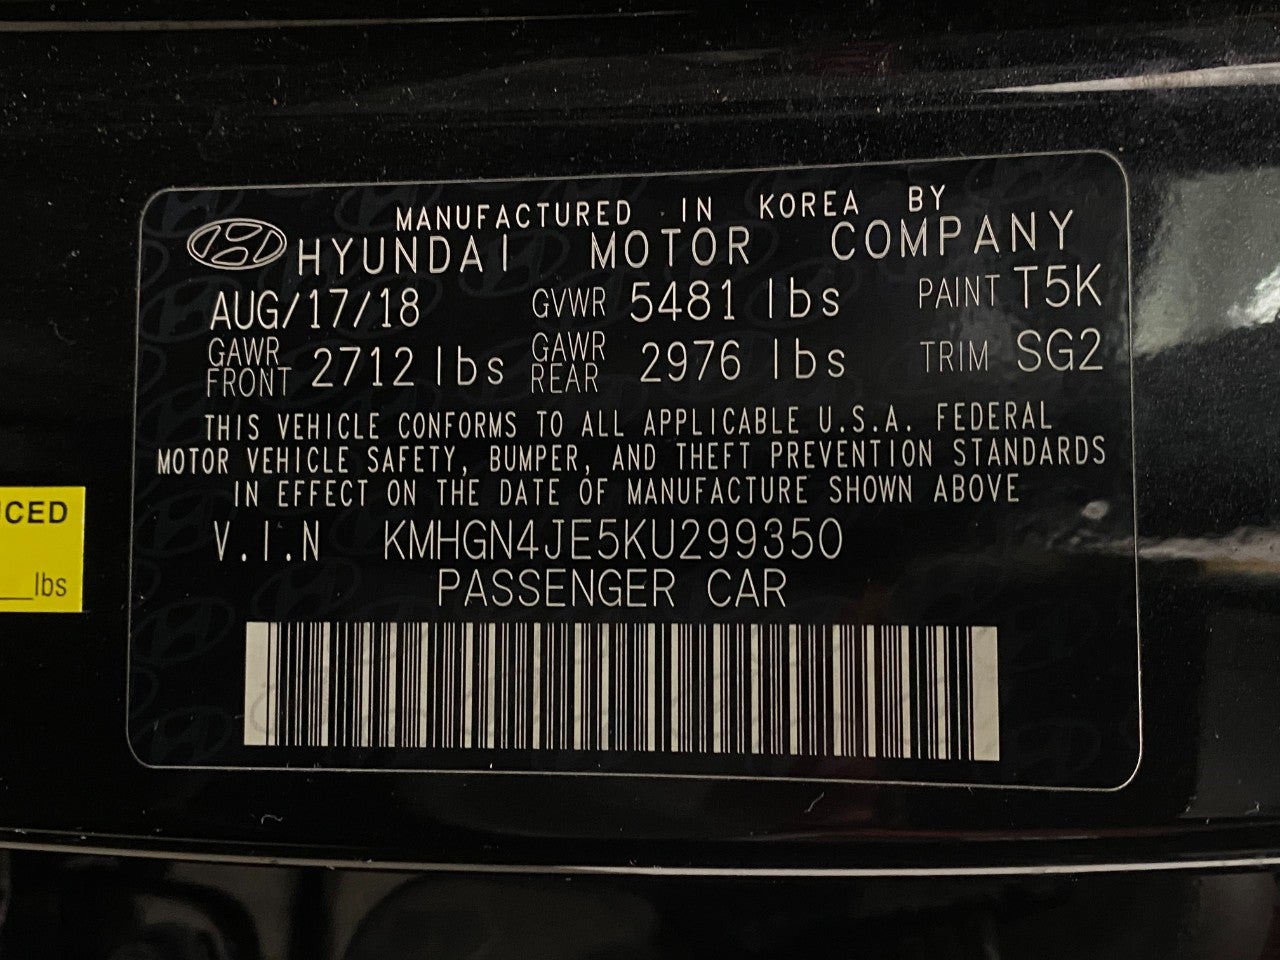 MANUFACTURED IN KOREA BY
HYUNDAI MOTOR COMPANY
AUG/17/18 GVWR 5481 lbs PAINT T5K
GAWR FRONT 2712 lbs GAWR REAR 2976 lbs TRIM SG2
THIS VEHICLE CONFORMS TO ALL APPLICABLE U.S.A. FEDERAL
MOTOR VEHICLE SAFETY, BUMPER, AND THEFT PREVENTION STANDARDS
IN EFFECT ON THE DATE OF MANUFACTURE SHOWN ABOVE
V.I.N KMHGN4JE5KU299350
PASSENGER CAR
CED
lbs